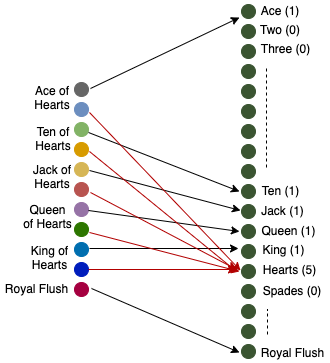 Ace (1)
Two (0)
Three (0)
Ace of
Hearts
Ten of
Hearts
Jack of
Hearts
Queen
of Hearts
King of
Hearts
Royal Flush
Ten (1)
Jack (1)
Queen (1)
King (1)
Hearts (5)
Spades (0)
Royal Flush